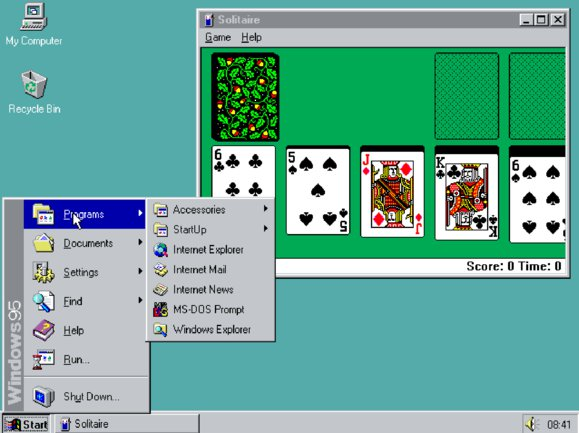 My Computer
Recycle Bin
Solitaire
Game Help
6
5
J
K
6
5
K
Score: 0 Time: 0
Programs
Documents
Settings
Find
Help
Run...
Shut Down...
Windows95
Accessories
StartUp
Internet Explorer
Internet Mail
Internet News
MS-DOS Prompt
Windows Explorer
Start
Solitaire
08:41